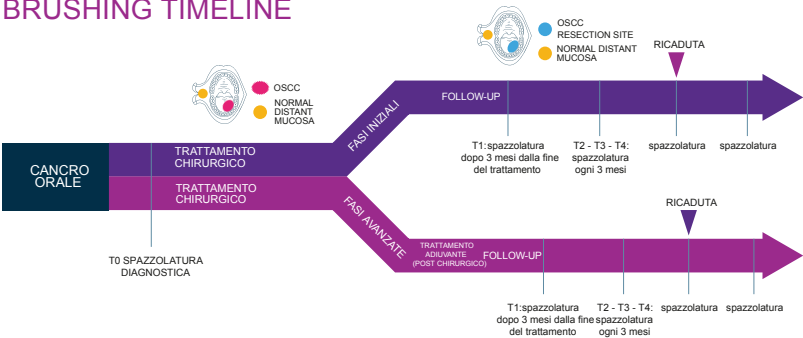 BRUSHING TIMELINE
OSCC
NORMAL
DISTANT
MUCOSA
OSCC
RESECTION SITE
NORMAL DISTANT
MUCOSA
RICADUTA
CANCRO
ORALE
TRATTAMENTO
CHIRURGICO
TRATTAMENTO
CHIRURGICO
T0 SPAZZOLATURA
DIAGNOSTICA
FASI INIZIALI
FOLLOW-UP
T1:spazzolatura
dopo 3 mesi dalla fine
del trattamento
T2 - T3 - T4:
spazzolatura
ogni 3 mesi
spazzolatura
spazzolatura
FASI AVANZATE
TRATTAMENTO
ADIUVANTE
(POST CHIRURGICO)
FOLLOW-UP
RICADUTA
T1:spazzolatura
dopo 3 mesi dalla fine
del trattamento
T2 - T3 - T4:
spazzolatura
ogni 3 mesi
spazzolatura
spazzolatura